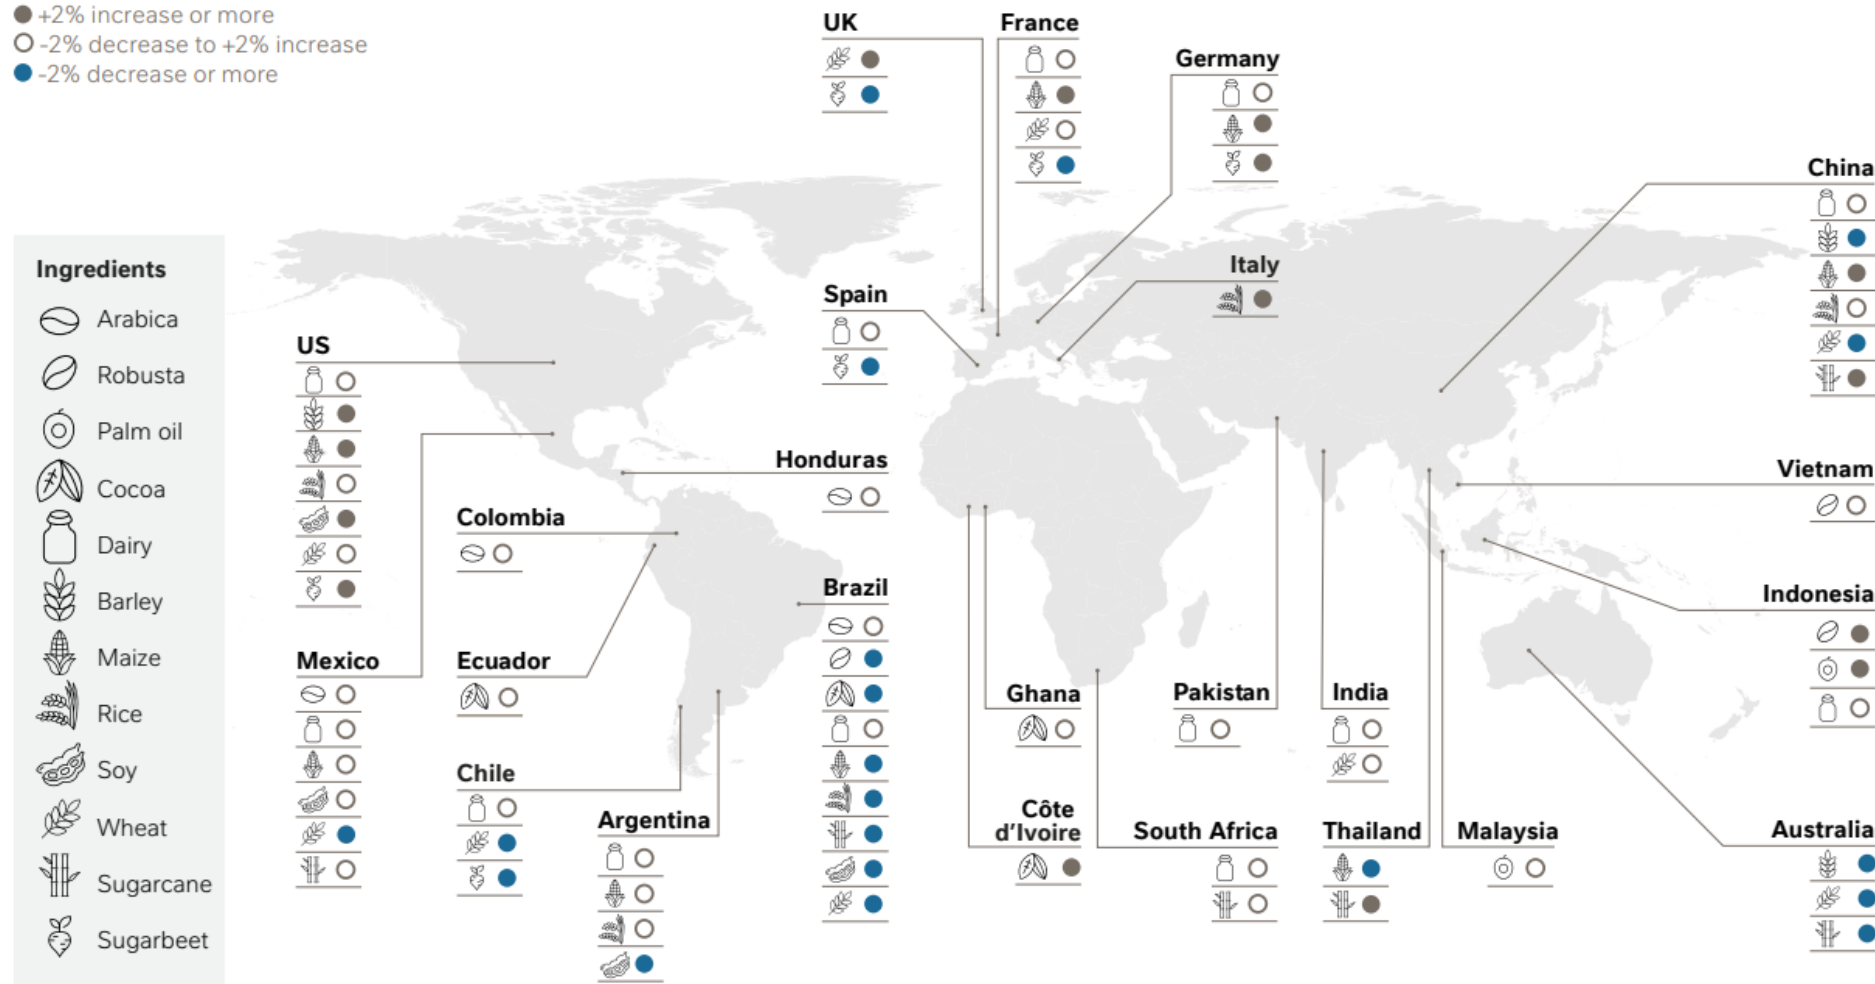 +2% increase or more
-2% decrease to +2% increase
-2% decrease or more
UK
France
Germany
China
Italy
Spain
Ingredients
Arabica
Robusta
Palm oil
Cocoa
Dairy
Barley
Maize
Rice
Soy
Wheat
Sugarcane
Sugarbeet
US
Honduras
Vietnam
Colombia
Brazil
Indonesia
Mexico
Ecuador
Ghana
Pakistan
India
Chile
Argentina
Côte
d'Ivoire
South Africa
Thailand
Malaysia
Australia